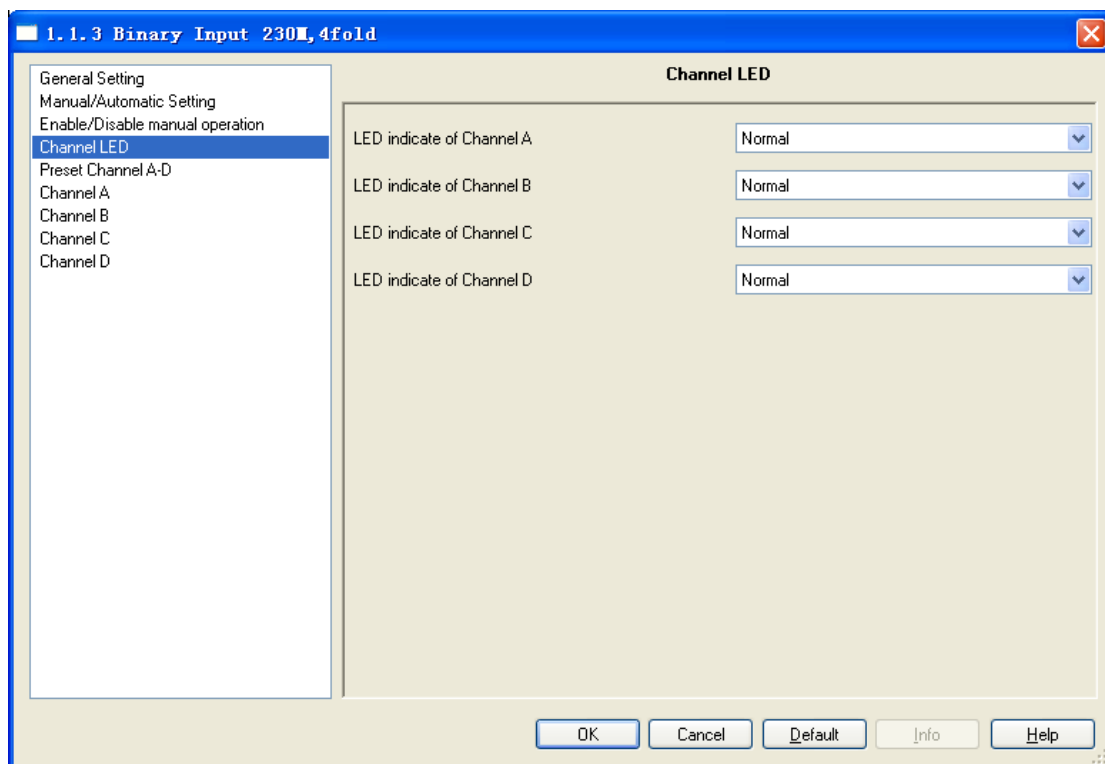 1.1.3 Binary Input 230M,4fold
General Setting
Manual/Automatic Setting
Enable/Disable manual operation
Channel LED
Preset Channel A-D
Channel A
Channel B
Channel C
Channel D
Channel LED
LED indicate of Channel A Normal
LED indicate of Channel B Normal
LED indicate of Channel C Normal
LED indicate of Channel D Normal
OK Cancel Default Info Help